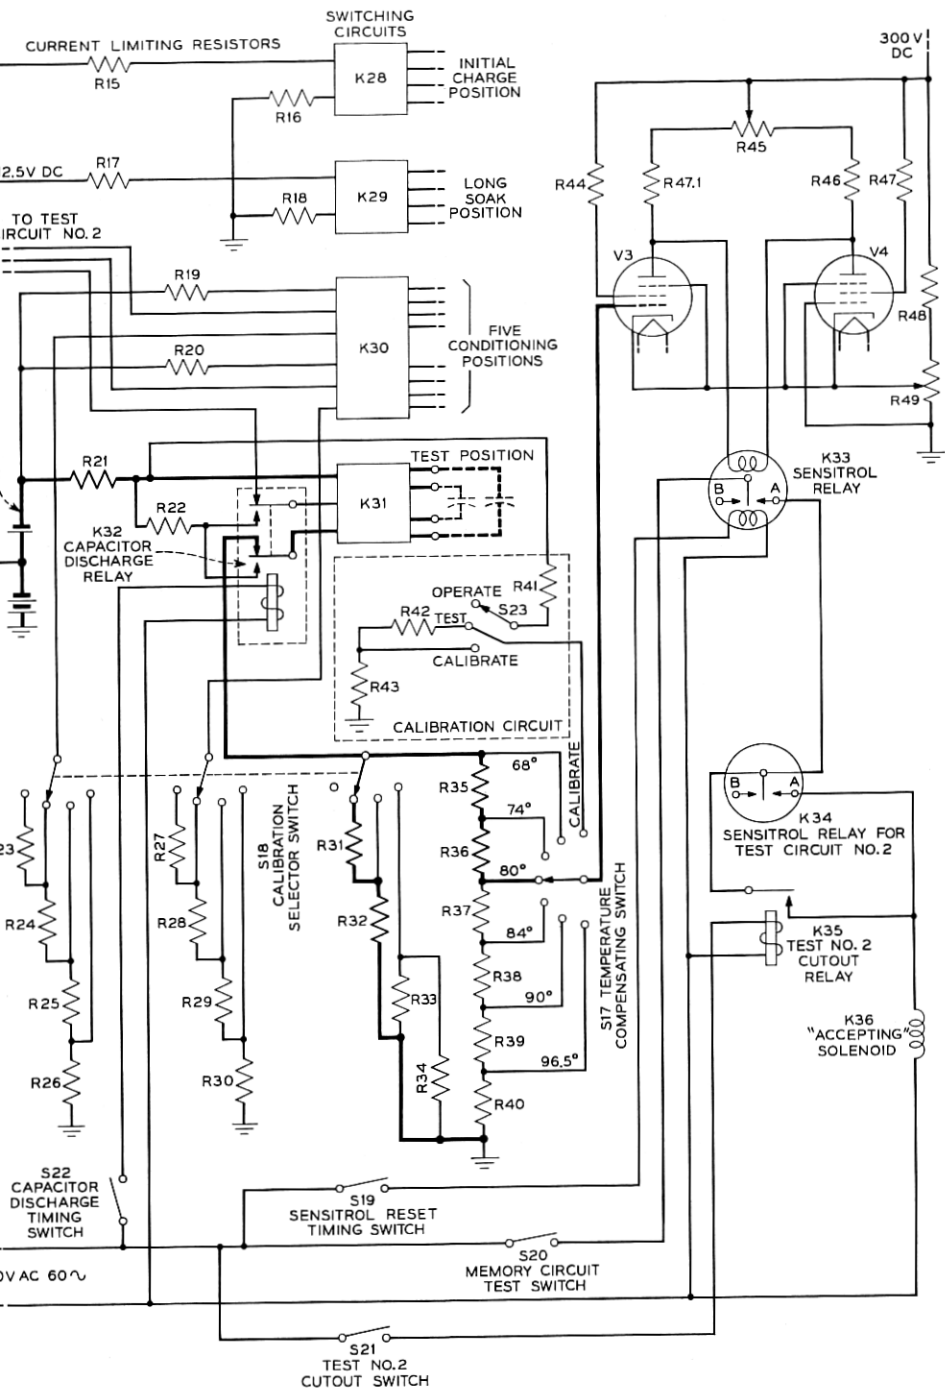 SWITCHING
CIRCUITS
CURRENT LIMITING RESISTORS
300 V
DC
R15
K28
INITIAL
CHARGE
POSITION
R16
R45
2.5V DC
R17
R44
R47.1
R46
R47
R18
K29
LONG
SOAK
POSITION
TO TEST
IRCUIT NO. 2
V3
V4
R19
R48
K30
FIVE
CONDITIONING
POSITIONS
R20
R49
R21
TEST POSITION
K33
SENSITROL
RELAY
B
A
K31
R22
K32
CAPACITOR
DISCHARGE
RELAY
R41
OPERATE
R42
TEST
S23
CALIBRATE
R43
CALIBRATION CIRCUIT
68°
CALIBRATE
R35
74°
B
A
K34
SENSITROL RELAY FOR
TEST CIRCUIT NO. 2
23
R27
S18
CALIBRATION
SELECTOR SWITCH
R31
R36
80°
R24
R28
R32
R37
84°
S17 TEMPERATURE
COMPENSATING SWITCH
K35
TEST NO. 2
CUTOUT
RELAY
R25
R29
R33
R38
90°
R39
K36
"ACCEPTING"
SOLENOID
96.5°
R26
R30
R34
R40
S22
CAPACITOR
DISCHARGE
TIMING
SWITCH
S19
SENSITROL RESET
TIMING SWITCH
S20
MEMORY CIRCUIT
TEST SWITCH
0V AC 60∿
S21
TEST NO. 2
CUTOUT SWITCH